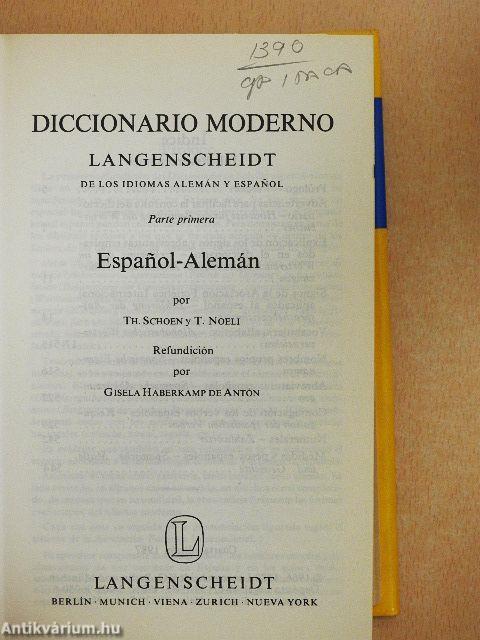 1390
DICCIONARIO MODERNO
LANGENSCHEIDT
DE LOS IDIOMAS ALEMÁN Y ESPAÑOL
Parte primera
Español-Alemán
por
TH. SCHOEN Y T. NOELI
Refundición
por
GISELA HABERKAMP DE ANTÓN
L
LANGENSCHEIDT
BERLÍN · MUNICH · VIENA · ZURICH · NUEVA YORK
Antikvárium.hu